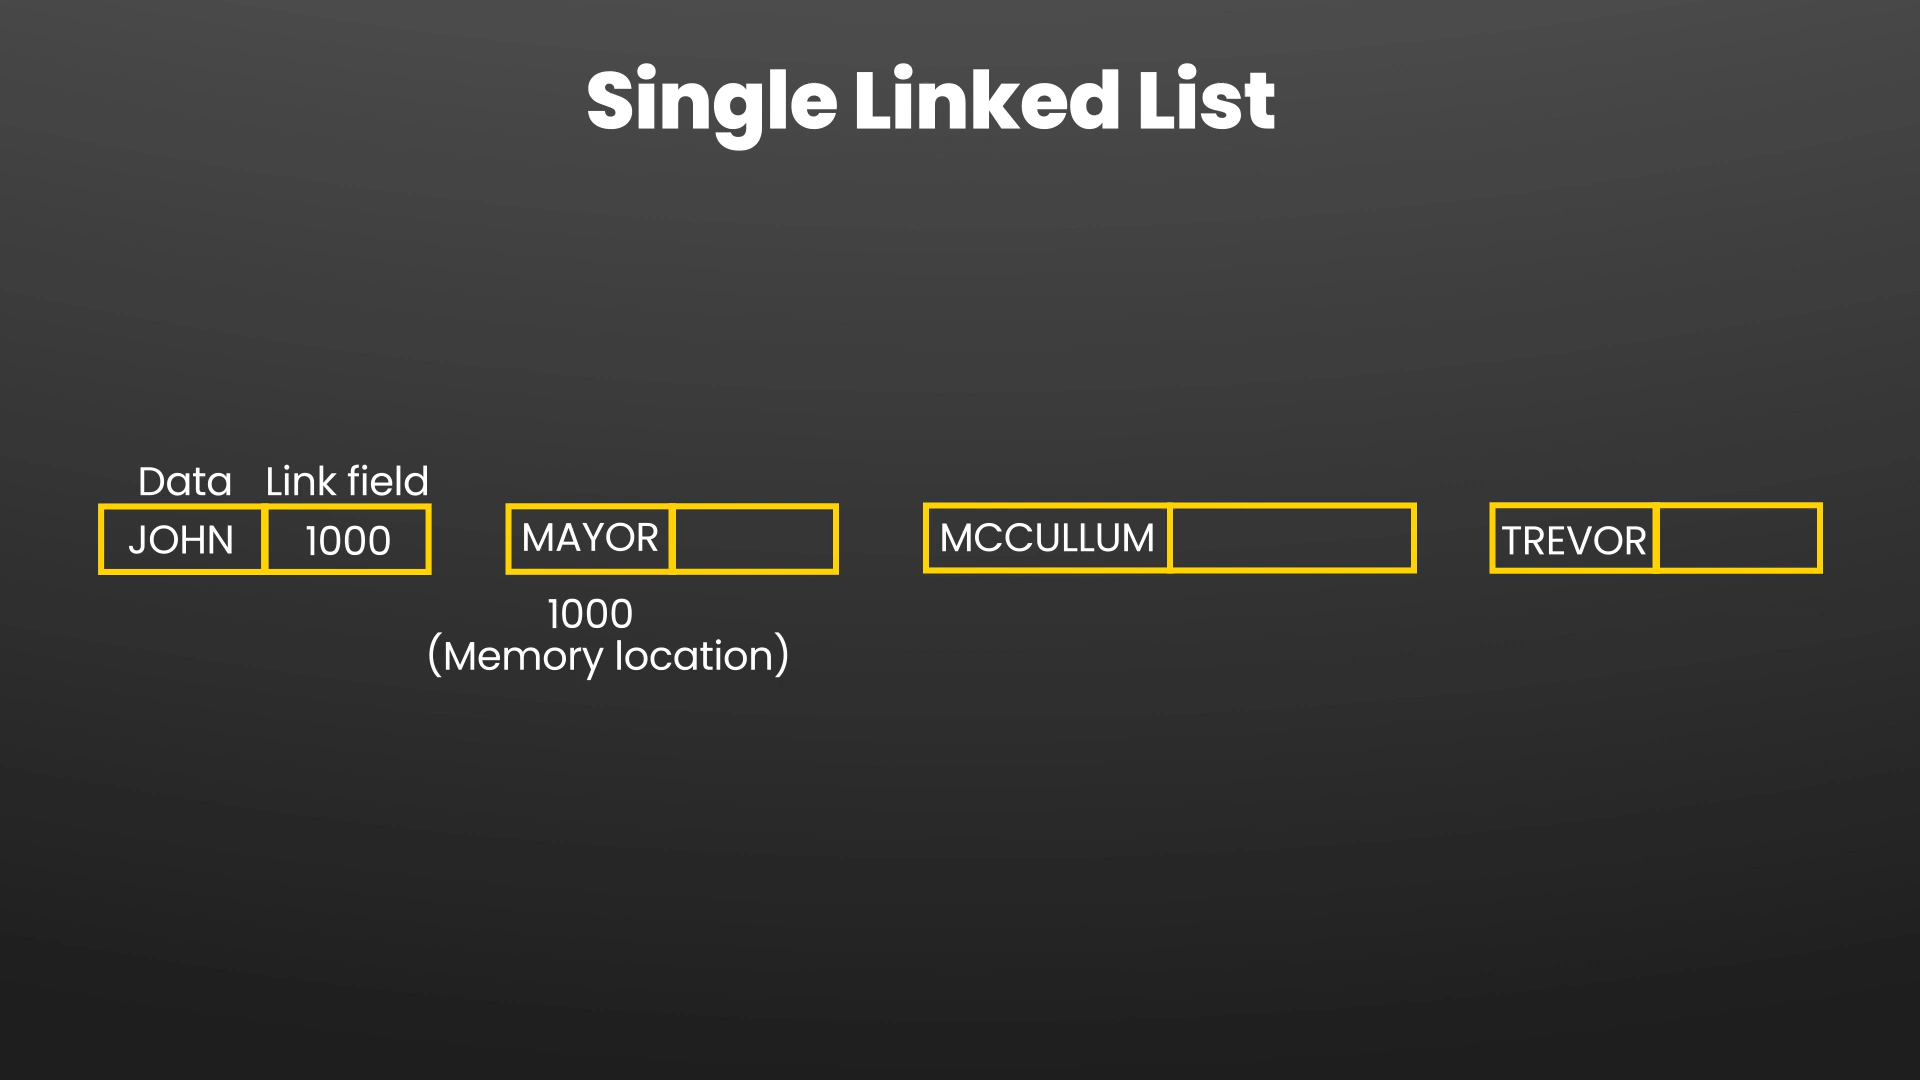 Single Linked List
Data Link field
JOHN 1000 MAYOR MCCULLUM TREVOR
1000
(Memory location)